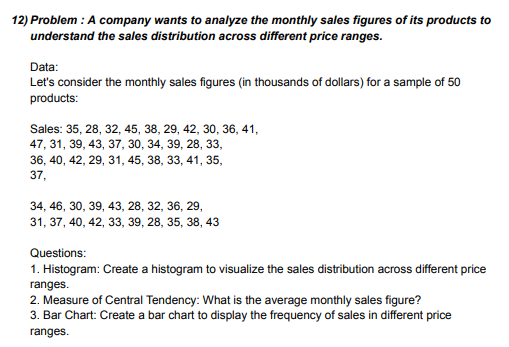 12) Problem : A company wants to analyze the monthly sales figures of its products to
understand the sales distribution across different price ranges.
Data:
Let's consider the monthly sales figures (in thousands of dollars) for a sample of 50
products:
Sales: 35, 28, 32, 45, 38, 29, 42, 30, 36, 41,
47, 31, 39, 43, 37, 30, 34, 39, 28, 33,
36, 40, 42, 29, 31, 45, 38, 33, 41, 35,
37,
34, 46, 30, 39, 43, 28, 32, 36, 29,
31, 37, 40, 42, 33, 39, 28, 35, 38, 43
Questions:
1. Histogram: Create a histogram to visualize the sales distribution across different price
ranges.
2. Measure of Central Tendency: What is the average monthly sales figure?
3. Bar Chart: Create a bar chart to display the frequency of sales in different price
ranges.